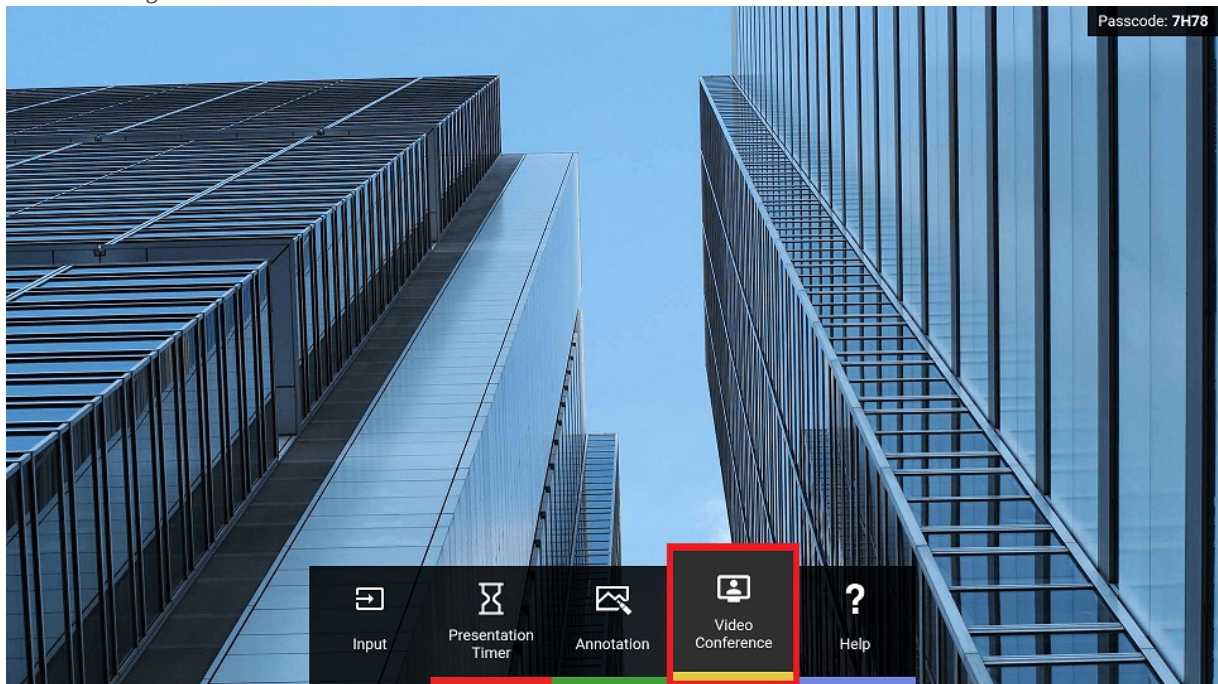 Passcode: 7H78
Input
Presentation
Timer
Annotation
Video
Conference
?
Help